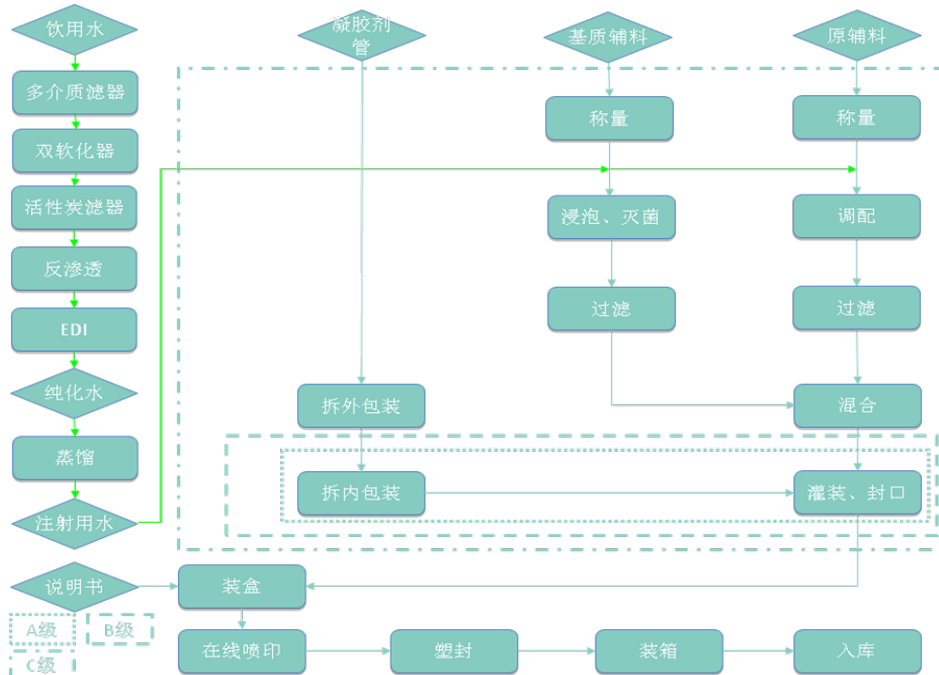 饮用水
凝胶剂
管
基质辅料
原辅料
多介质滤器
称量
称量
双软化器
活性炭滤器
浸泡、灭菌
调配
反渗透
过滤
过滤
EDI
纯化水
拆外包装
混合
蒸馏
拆内包装
灌装、封口
注射用水
说明书
装盒
A级
B级
在线喷印
塑封
装箱
入库
C级